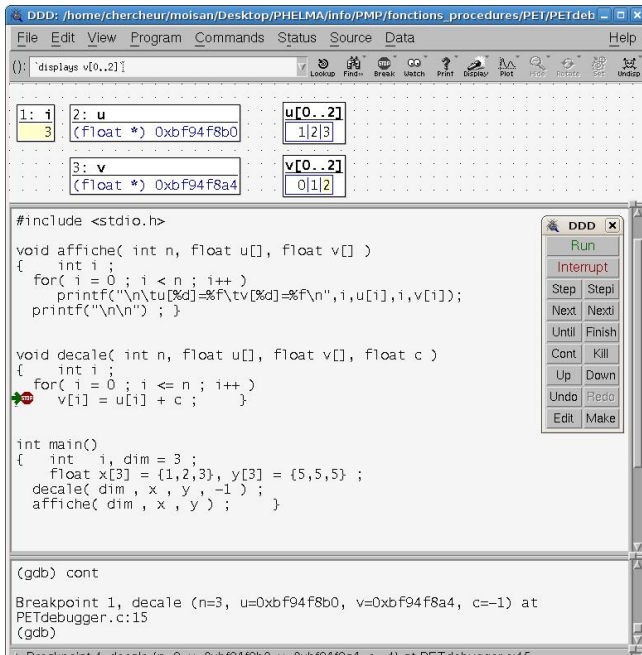 DDD: /home/chercheur/moisan/Desktop/PHELMA/info/PMP/fonctions_procedures/PET/PETdeb
File Edit View Program Commands Status Source Data Help
(): `displays v[0..2]`
Lookup Find» Break Watch Print Display Plot Hide Rotate Set Undisp
1: i
3
2: u
(float *) 0xbf94f8b0
u[0..2]
1|2|3
3: v
(float *) 0xbf94f8a4
v[0..2]
0|1|2
#include <stdio.h>
void affiche( int n, float u[], float v[] )
{ int i ;
for( i = 0 ; i < n ; i++ )
printf("\n\tu[%d]=%f\tv[%d]=%f\n",i,u[i],i,v[i]);
printf("\n\n") ; }
void decale( int n, float u[], float v[], float c )
{ int i ;
for( i = 0 ; i <= n ; i++ )
STOP v[i] = u[i] + c ; }
int main()
{ int i, dim = 3 ;
float x[3] = {1,2,3}, y[3] = {5,5,5} ;
decale( dim , x , y , -1 ) ;
affiche( dim , x , y ) ; }
DDD
Run
Interrupt
Step Stepi
Next Nexti
Until Finish
Cont Kill
Up Down
Undo Redo
Edit Make
(gdb) cont
Breakpoint 1, decale (n=3, u=0xbf94f8b0, v=0xbf94f8a4, c=-1) at
PETdebugger.c:15
(gdb)